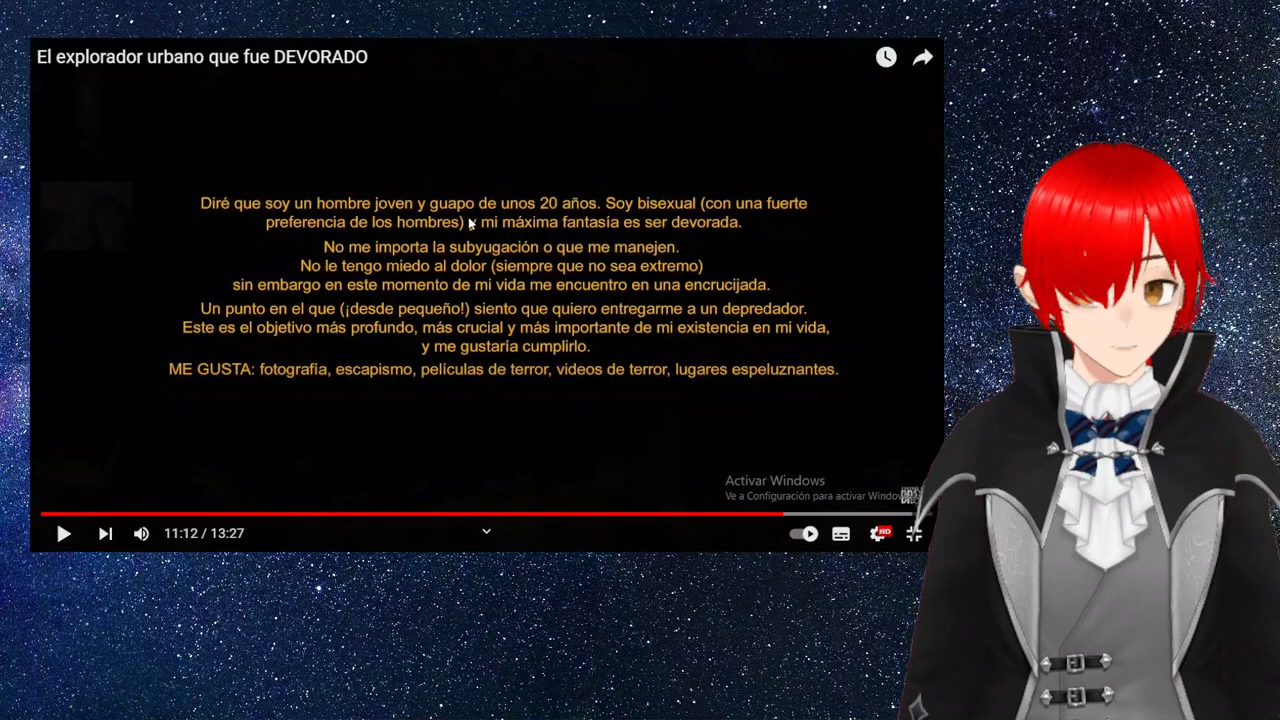 El explorador urbano que fue DEVORADO
Diré que soy un hombre joven y guapo de unos 20 años. Soy bisexual (con una fuerte
preferencia de los hombres) y mi máxima fantasía es ser devorada.
No me importa la subyugación o que me manejen.
No le tengo miedo al dolor (siempre que no sea extremo)
sin embargo en este momento de mi vida me encuentro en una encrucijada.
Un punto en el que (¡desde pequeño!) siento que quiero entregarme a un depredador.
Este es el objetivo más profundo, más crucial y más importante de mi existencia en mi vida,
y me gustaría cumplirlo.
ME GUSTA: fotografía, escapismo, películas de terror, videos de terror, lugares espeluznantes.
Activar Windows
Ve a Configuración para activar
11:12 / 13:27
HD